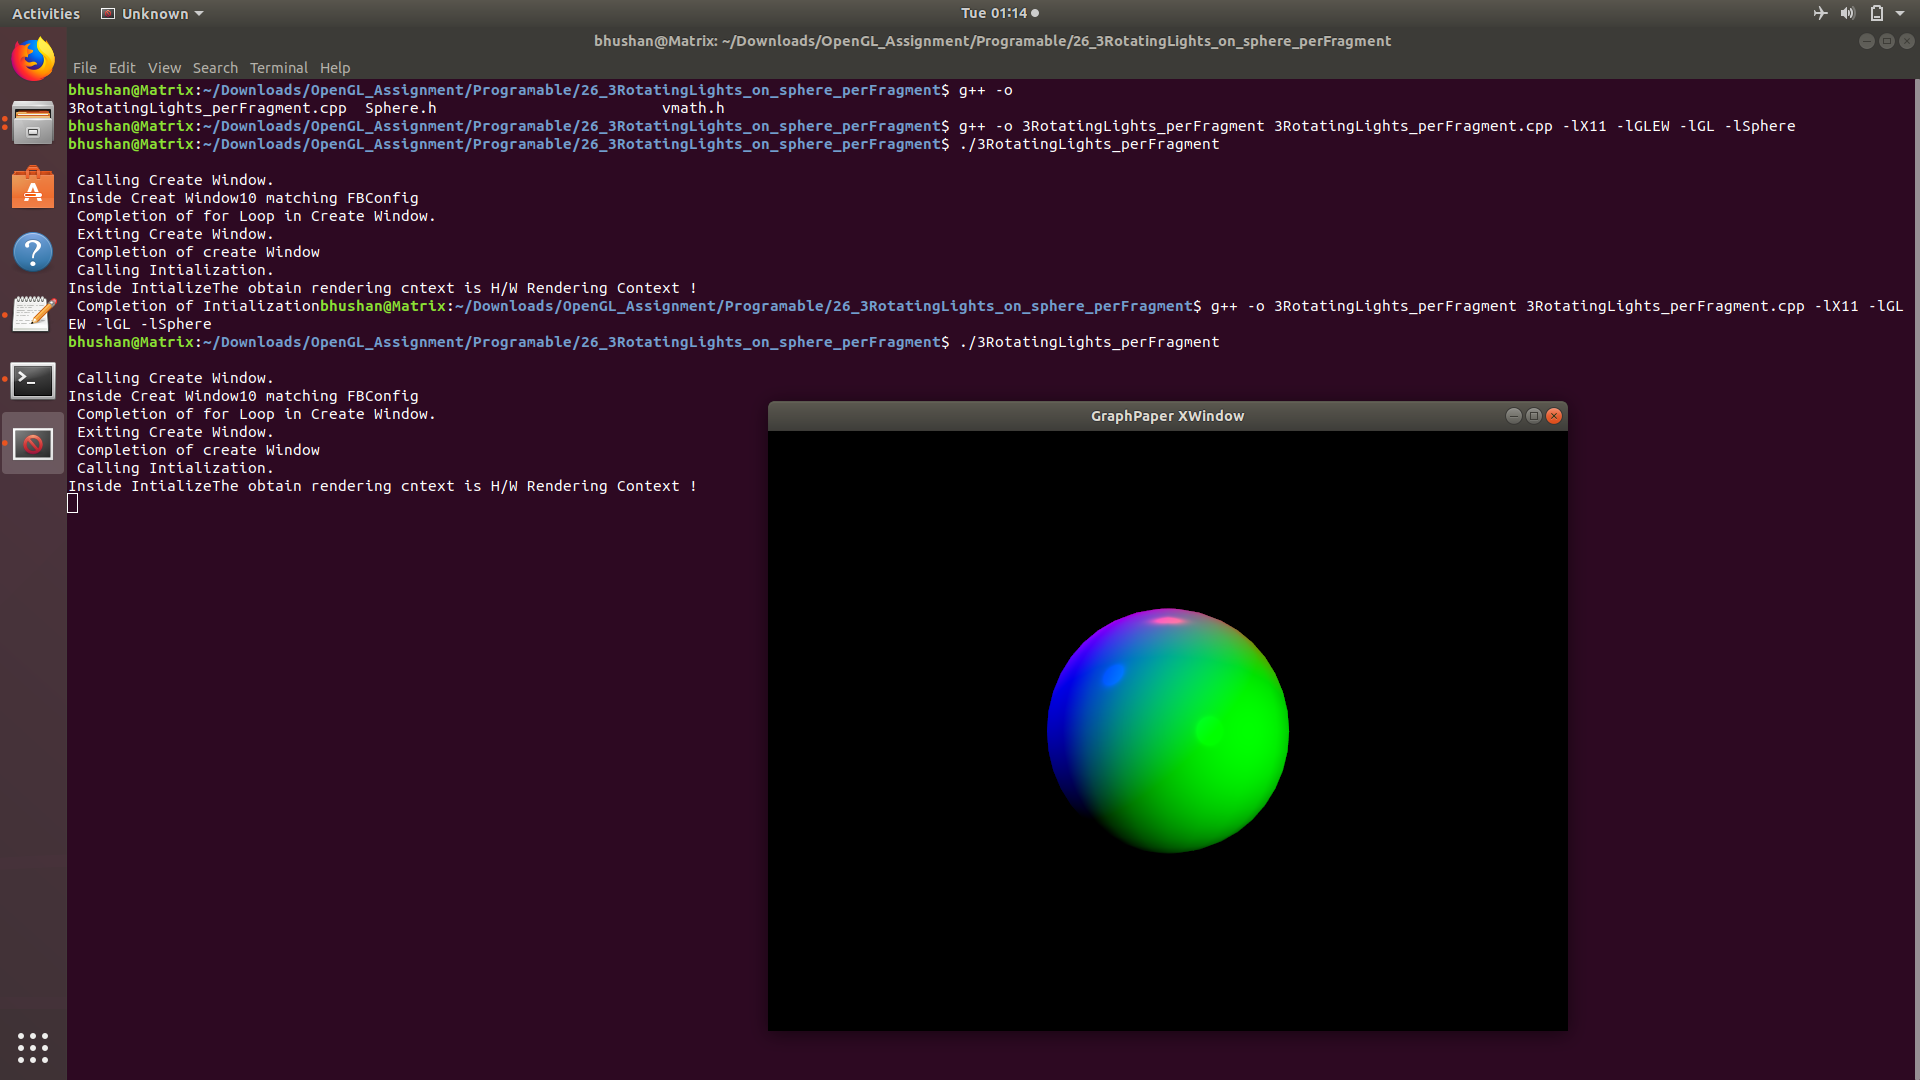 Activities Unknown Tue 01:14
bhushan@Matrix: ~/Downloads/OpenGL_Assignment/Programable/26_3RotatingLights_on_sphere_perFragment
File Edit View Search Terminal Help
bhushan@Matrix:~/Downloads/OpenGL_Assignment/Programable/26_3RotatingLights_on_sphere_perFragment$ g++ -o
3RotatingLights_perFragment.cpp  Sphere.h                         vmath.h
bhushan@Matrix:~/Downloads/OpenGL_Assignment/Programable/26_3RotatingLights_on_sphere_perFragment$ g++ -o 3RotatingLights_perFragment 3RotatingLights_perFragment.cpp -lX11 -lGLEW -lGL -lSphere
bhushan@Matrix:~/Downloads/OpenGL_Assignment/Programable/26_3RotatingLights_on_sphere_perFragment$ ./3RotatingLights_perFragment
Calling Create Window.
Inside Creat Window10 matching FBConfig
Completion of for Loop in Create Window.
Exiting Create Window.
Completion of create Window
Calling Intialization.
Inside IntializeThe obtain rendering cntext is H/W Rendering Context !
Completion of Intializationbhushan@Matrix:~/Downloads/OpenGL_Assignment/Programable/26_3RotatingLights_on_sphere_perFragment$ g++ -o 3RotatingLights_perFragment 3RotatingLights_perFragment.cpp -lX11 -lGL
EW -lGL -lSphere
bhushan@Matrix:~/Downloads/OpenGL_Assignment/Programable/26_3RotatingLights_on_sphere_perFragment$ ./3RotatingLights_perFragment
Calling Create Window.
Inside Creat Window10 matching FBConfig
Completion of for Loop in Create Window.
Exiting Create Window.
Completion of create Window
Calling Intialization.
Inside IntializeThe obtain rendering cntext is H/W Rendering Context !
GraphPaper XWindow